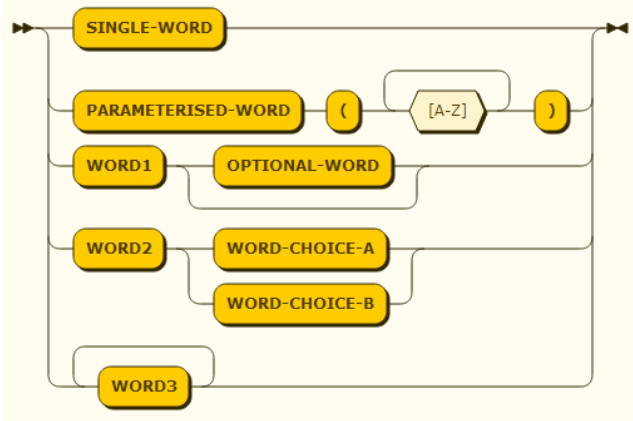 SINGLE-WORD
PARAMETERISED-WORD ( [A-Z] )
WORD1 OPTIONAL-WORD
WORD2 WORD-CHOICE-A
WORD-CHOICE-B
WORD3